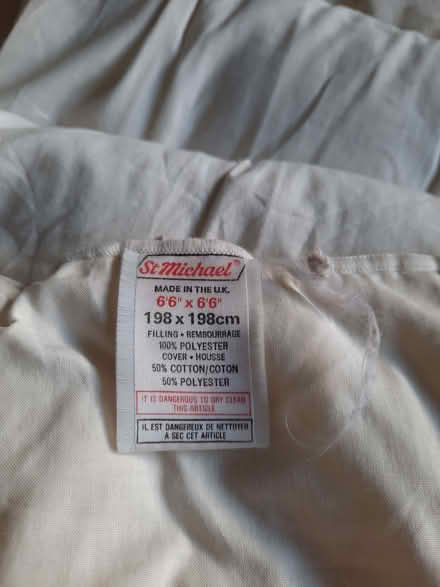 St Michael
MADE IN THE U.K.
6'6" x 6'6"
198 x 198cm
FILLING • REMBOURRAGE
100% POLYESTER
COVER • HOUSSE
50% COTTON/COTON
50% POLYESTER
IT IS DANGEROUS TO DRY CLEAN
THIS ARTICLE
IL EST DANGEREUX DE NETTOYER
A SEC CET ARTICLE